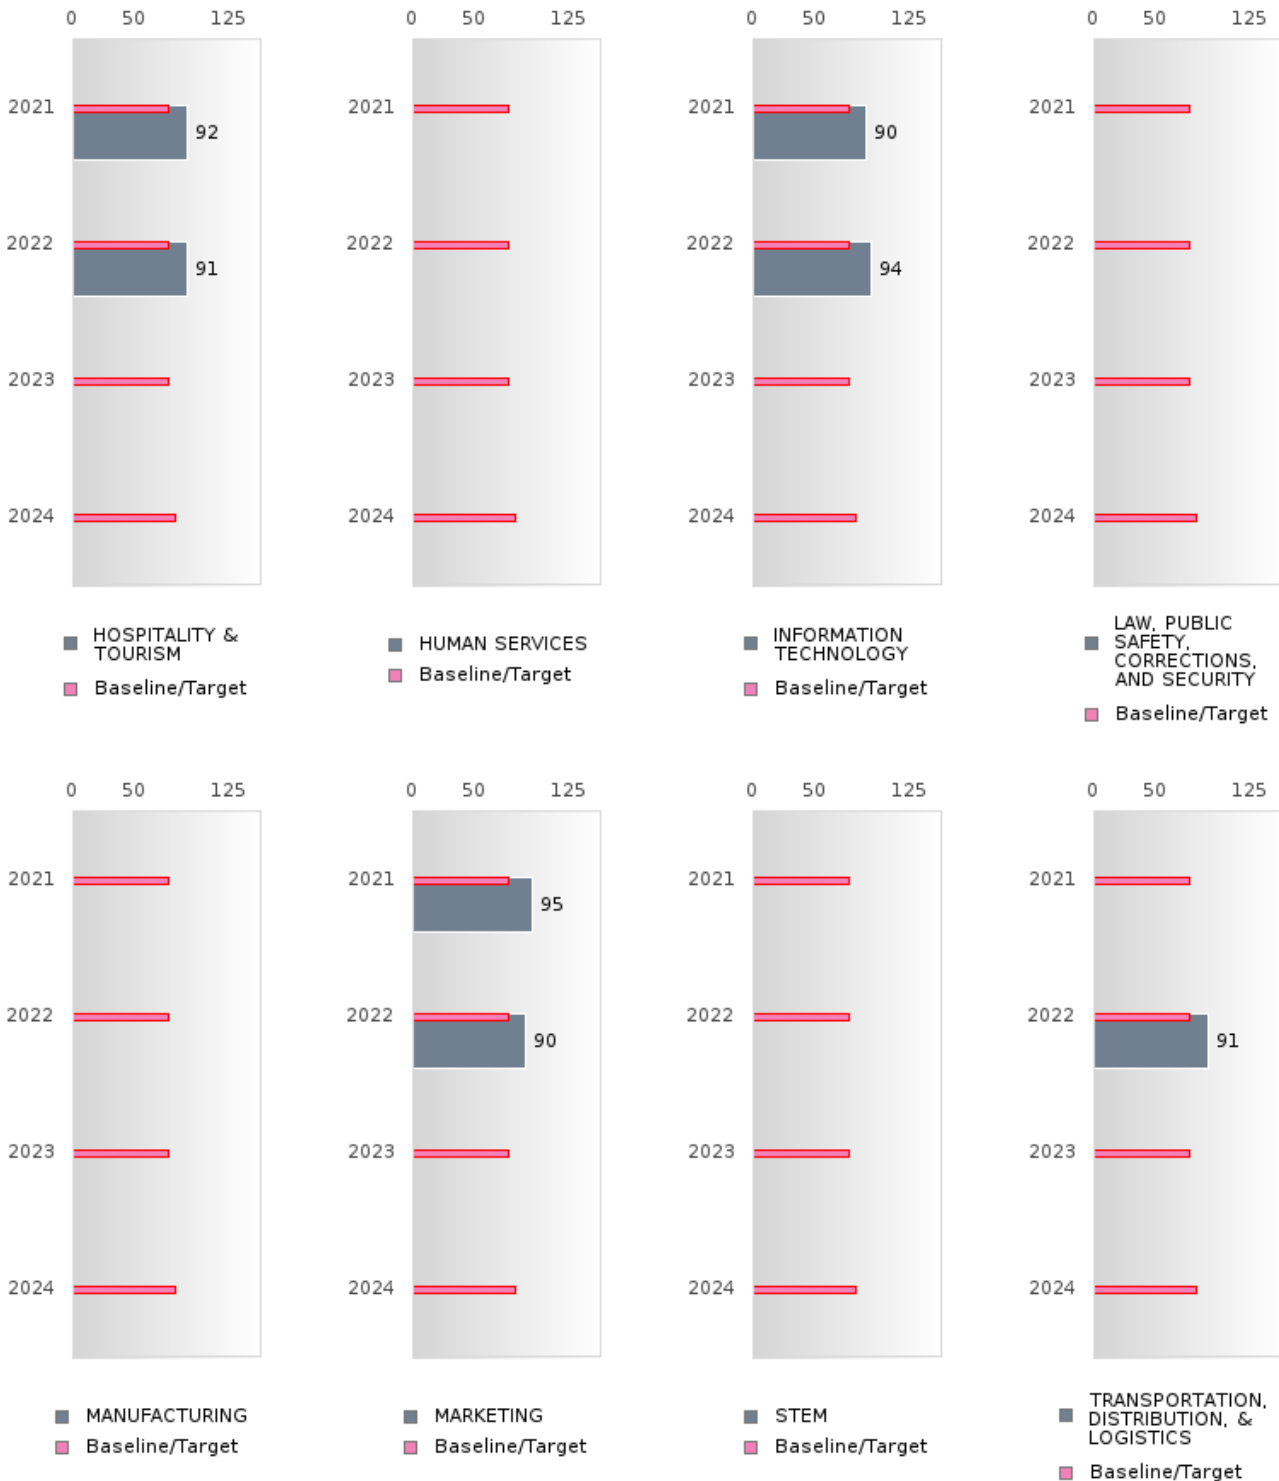 0 50 125 0 50 125 0 50 125 0 50 125
2021 92 2021 2021 90 2021
2022 91 2022 2022 94 2022
2023 2023 2023 2023
2024 2024 2024 2024
HOSPITALITY &
TOURISM
Baseline/Target
HUMAN SERVICES
Baseline/Target
INFORMATION
TECHNOLOGY
Baseline/Target
LAW, PUBLIC
SAFETY,
CORRECTIONS,
AND SECURITY
Baseline/Target
0 50 125 0 50 125 0 50 125 0 50 125
2021 2021 95 2021 2021
2022 2022 90 2022 2022 91
2023 2023 2023 2023
2024 2024 2024 2024
MANUFACTURING
Baseline/Target
MARKETING
Baseline/Target
STEM
Baseline/Target
TRANSPORTATION,
DISTRIBUTION, &
LOGISTICS
Baseline/Target